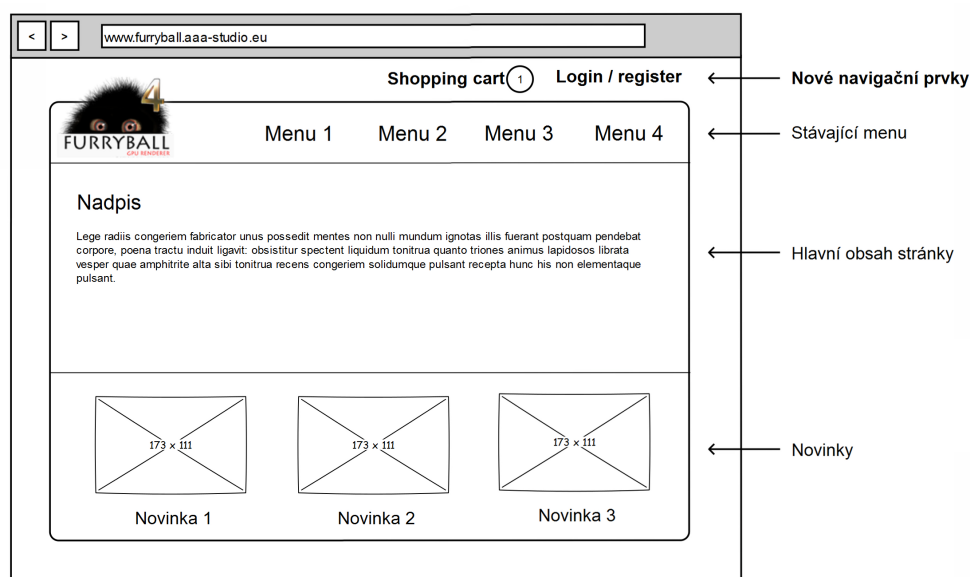 < > www.furryball.aaa-studio.eu
Shopping cart 1 Login / register Nové navigační prvky
4
FURRYBALL
GPU RENDERER
Menu 1 Menu 2 Menu 3 Menu 4 Stávající menu
Nadpis
Lege radiis congeriem fabricator unus possedit mentes non nulli mundum ignotas illis fuerant postquam pendebat
corpore, poena tractu induit ligavit: obsistitur spectent liquidum tonitrua quanto triones animus lapidosos librata
vesper quae amphitrite alta sibi tonitrua recens congeriem solidumque pulsant recepta hunc his non elementaque
pulsant.
Hlavní obsah stránky
173 x 111 173 x 111 173 x 111
Novinky
Novinka 1 Novinka 2 Novinka 3